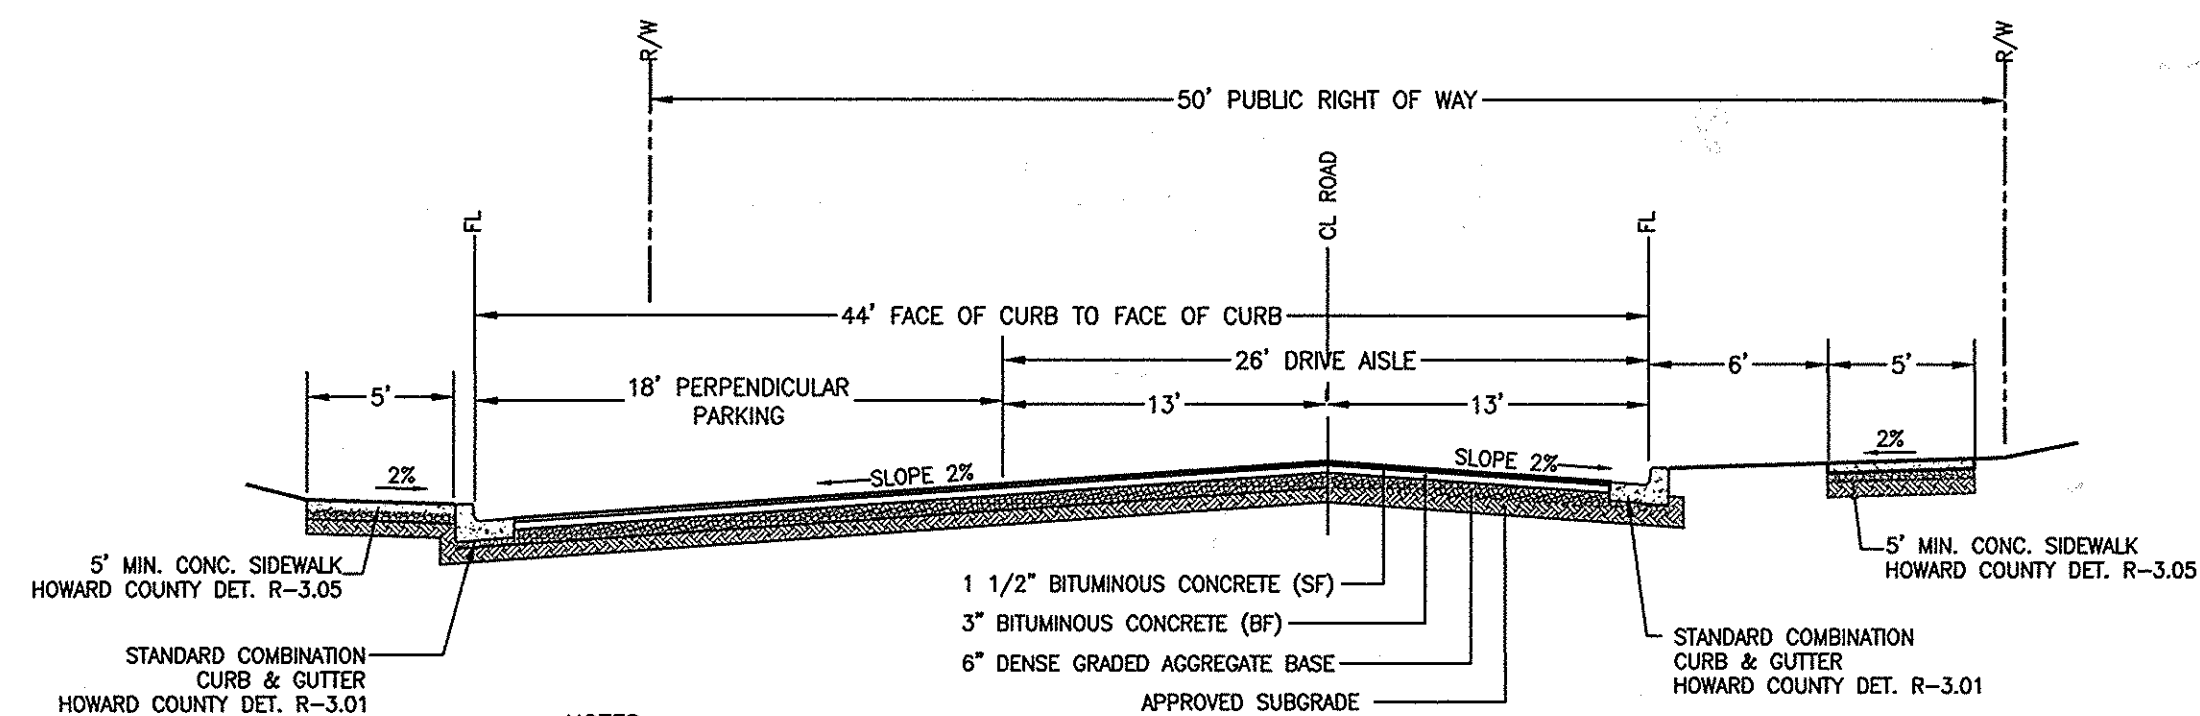 R/W
R/W
50' PUBLIC RIGHT OF WAY
CL ROAD
FL
FL
44' FACE OF CURB TO FACE OF CURB
26' DRIVE AISLE
6'
5'
5'
18' PERPENDICULAR
PARKING
13'
13'
2%
SLOPE 2%
SLOPE 2%
2%
5' MIN. CONC. SIDEWALK
HOWARD COUNTY DET. R-3.05
STANDARD COMBINATION
CURB & GUTTER
HOWARD COUNTY DET. R-3.01
1 1/2" BITUMINOUS CONCRETE (SF)
3" BITUMINOUS CONCRETE (BF)
6" DENSE GRADED AGGREGATE BASE
APPROVED SUBGRADE
5' MIN. CONC. SIDEWALK
HOWARD COUNTY DET. R-3.05
STANDARD COMBINATION
CURB & GUTTER
HOWARD COUNTY DET. R-3.01